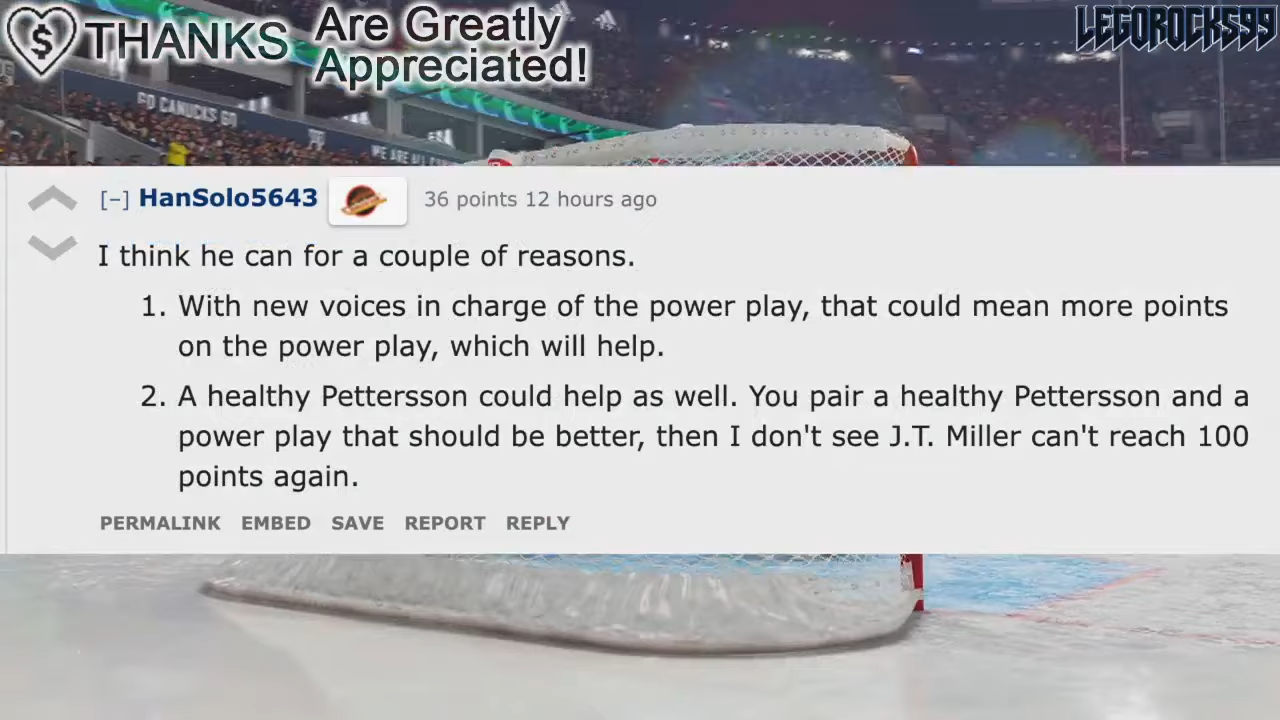 THANKS Are Greatly
Appreciated!
LEGOROCKS99
GO CANUCKS GO
WE ARE ALL
[–] HanSolo5643 36 points 12 hours ago
I think he can for a couple of reasons.
1. With new voices in charge of the power play, that could mean more points
on the power play, which will help.
2. A healthy Pettersson could help as well. You pair a healthy Pettersson and a
power play that should be better, then I don't see J.T. Miller can't reach 100
points again.
PERMALINK EMBED SAVE REPORT REPLY